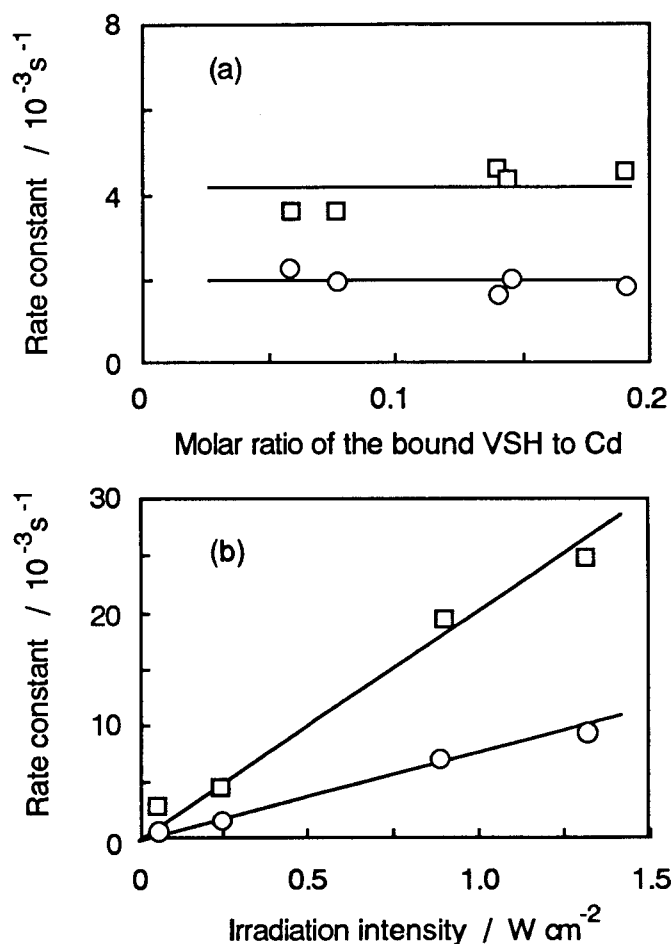 8
(a)
4
0
Rate constant / 10⁻³s⁻¹
0
0.1
0.2
Molar ratio of the bound VSH to Cd
30
(b)
20
10
0
Rate constant / 10⁻³s⁻¹
0
0.5
1.0
1.5
Irradiation intensity / W cm⁻²